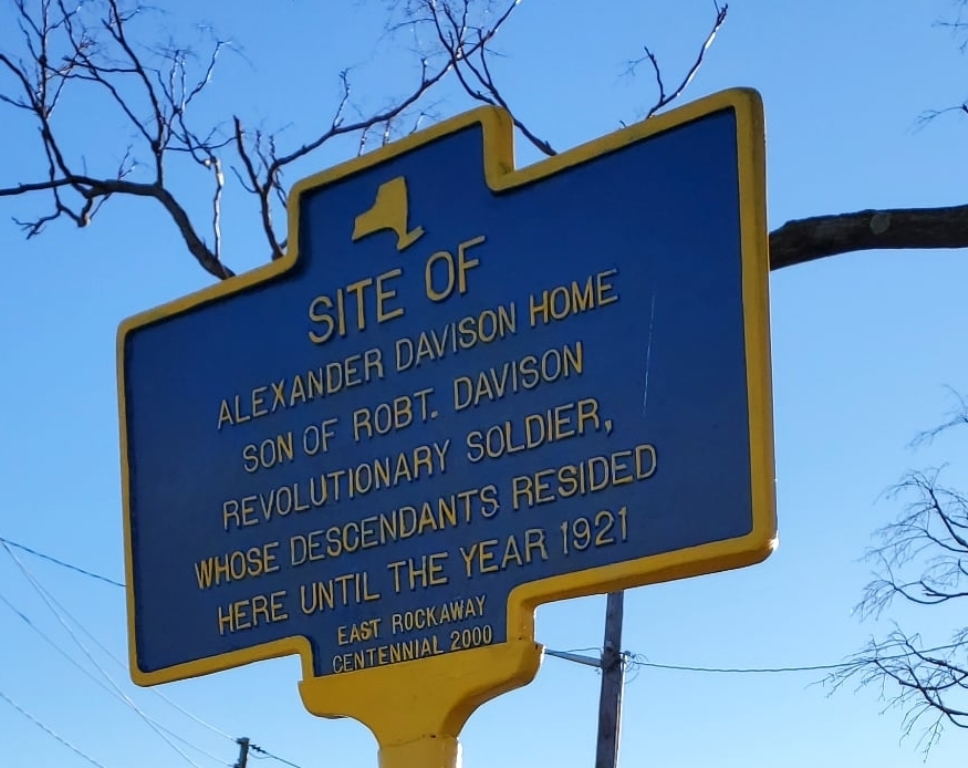 SITE OF
ALEXANDER DAVISON HOME
SON OF ROBT. DAVISON
REVOLUTIONARY SOLDIER,
WHOSE DESCENDANTS RESIDED
HERE UNTIL THE YEAR 1921
EAST ROCKAWAY
CENTENNIAL 2000